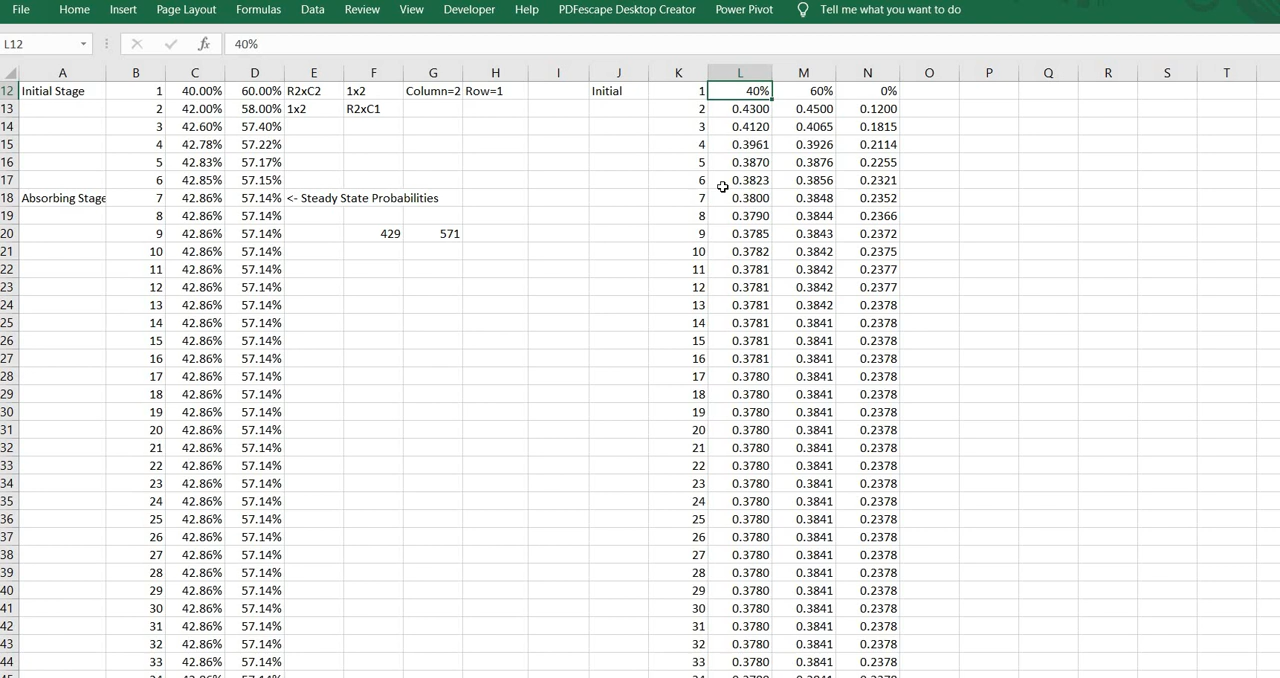 File Home Insert Page Layout Formulas Data Review View Developer Help PDFescape Desktop Creator Power Pivot Tell me what you want to do
L12 fx 40%
A B C D E F G H I J K L M N O P Q R S T
12 Initial Stage 1 40.00% 60.00% R2xC2 1x2 Column=2 Row=1 Initial 1 40% 60% 0%
13 2 42.00% 58.00% 1x2 R2xC1 2 0.4300 0.4500 0.1200
14 3 42.60% 57.40% 3 0.4120 0.4065 0.1815
15 4 42.78% 57.22% 4 0.3961 0.3926 0.2114
16 5 42.83% 57.17% 5 0.3870 0.3876 0.2255
17 6 42.85% 57.15% 6 0.3823 0.3856 0.2321
18 Absorbing Stage 7 42.86% 57.14% <- Steady State Probabilities 7 0.3800 0.3848 0.2352
19 8 42.86% 57.14% 8 0.3790 0.3844 0.2366
20 9 42.86% 57.14% 429 571 9 0.3785 0.3843 0.2372
21 10 42.86% 57.14% 10 0.3782 0.3842 0.2375
22 11 42.86% 57.14% 11 0.3781 0.3842 0.2377
23 12 42.86% 57.14% 12 0.3781 0.3842 0.2377
24 13 42.86% 57.14% 13 0.3781 0.3842 0.2378
25 14 42.86% 57.14% 14 0.3781 0.3841 0.2378
26 15 42.86% 57.14% 15 0.3781 0.3841 0.2378
27 16 42.86% 57.14% 16 0.3781 0.3841 0.2378
28 17 42.86% 57.14% 17 0.3780 0.3841 0.2378
29 18 42.86% 57.14% 18 0.3780 0.3841 0.2378
30 19 42.86% 57.14% 19 0.3780 0.3841 0.2378
31 20 42.86% 57.14% 20 0.3780 0.3841 0.2378
32 21 42.86% 57.14% 21 0.3780 0.3841 0.2378
33 22 42.86% 57.14% 22 0.3780 0.3841 0.2378
34 23 42.86% 57.14% 23 0.3780 0.3841 0.2378
35 24 42.86% 57.14% 24 0.3780 0.3841 0.2378
36 25 42.86% 57.14% 25 0.3780 0.3841 0.2378
37 26 42.86% 57.14% 26 0.3780 0.3841 0.2378
38 27 42.86% 57.14% 27 0.3780 0.3841 0.2378
39 28 42.86% 57.14% 28 0.3780 0.3841 0.2378
40 29 42.86% 57.14% 29 0.3780 0.3841 0.2378
41 30 42.86% 57.14% 30 0.3780 0.3841 0.2378
42 31 42.86% 57.14% 31 0.3780 0.3841 0.2378
43 32 42.86% 57.14% 32 0.3780 0.3841 0.2378
44 33 42.86% 57.14% 33 0.3780 0.3841 0.2378